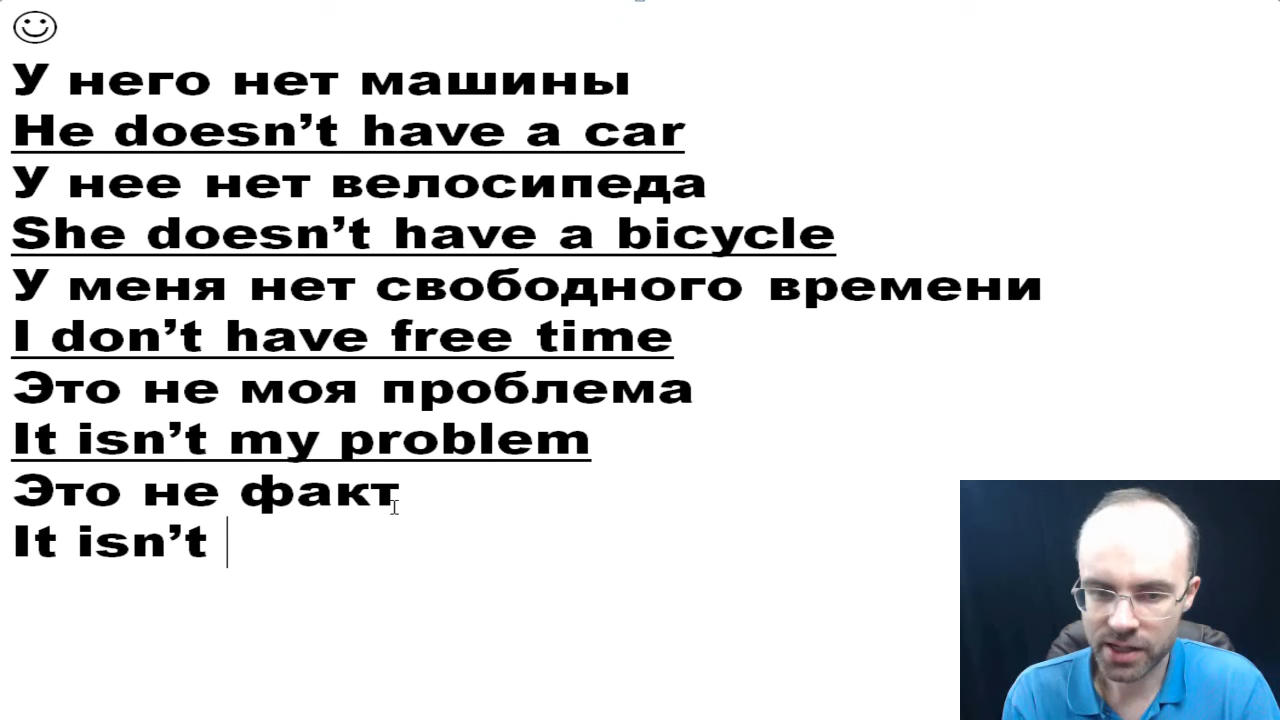 У него нет машины
He doesn’t have a car
У нее нет велосипеда
She doesn’t have a bicycle
У меня нет свободного времени
I don’t have free time
Это не моя проблема
It isn’t my problem
Это не факт
It isn’t